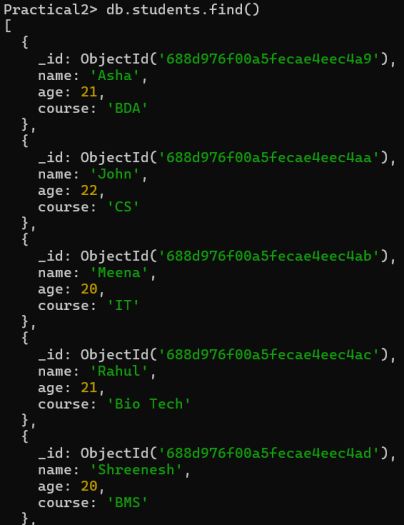 Practical2> db.students.find()
[
  {
    _id: ObjectId('688d976f00a5fecae4eec4a9'),
    name: 'Asha',
    age: 21,
    course: 'BDA'
  },
  {
    _id: ObjectId('688d976f00a5fecae4eec4aa'),
    name: 'John',
    age: 22,
    course: 'CS'
  },
  {
    _id: ObjectId('688d976f00a5fecae4eec4ab'),
    name: 'Meena',
    age: 20,
    course: 'IT'
  },
  {
    _id: ObjectId('688d976f00a5fecae4eec4ac'),
    name: 'Rahul',
    age: 21,
    course: 'Bio Tech'
  },
  {
    _id: ObjectId('688d976f00a5fecae4eec4ad'),
    name: 'Shreenesh',
    age: 20,
    course: 'BMS'
  },